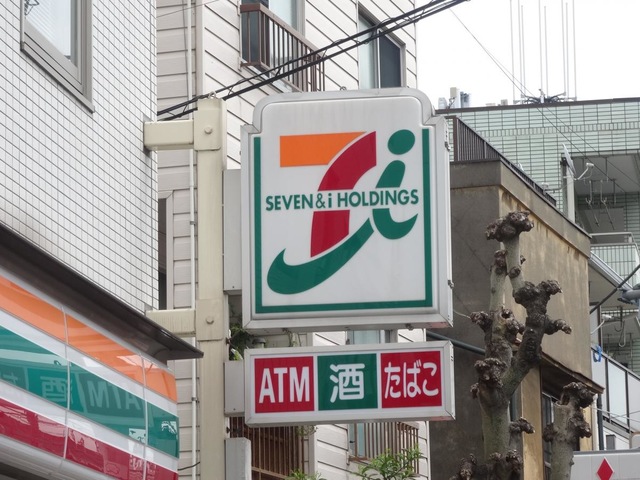 SEVEN&i HOLDINGS
ATM 酒 たばこ